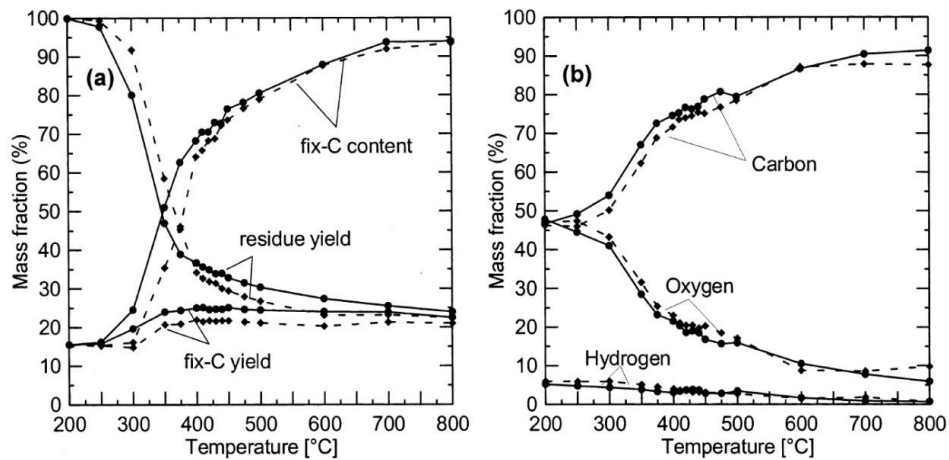 100
90
80
70
60
50
40
30
20
10
0
Mass fraction (%)
(a)
fix-C content
residue yield
fix-C yield
200 300 400 500 600 700 800
Temperature [°C]
100
90
80
70
60
50
40
30
20
10
0
Mass fraction (%)
(b)
Carbon
Oxygen
Hydrogen
200 300 400 500 600 700 800
Temperature [°C]